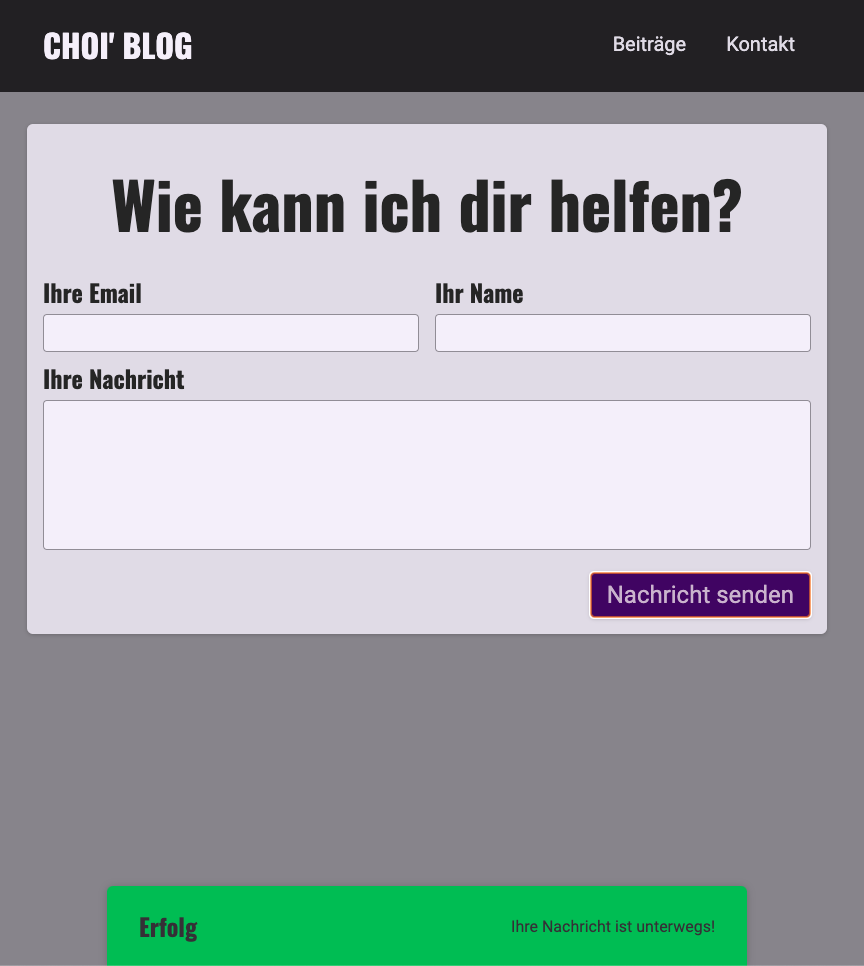 CHOI' BLOG
Beiträge
Kontakt
Wie kann ich dir helfen?
Ihre Email
Ihr Name
Ihre Nachricht
Nachricht senden
Erfolg
Ihre Nachricht ist unterwegs!